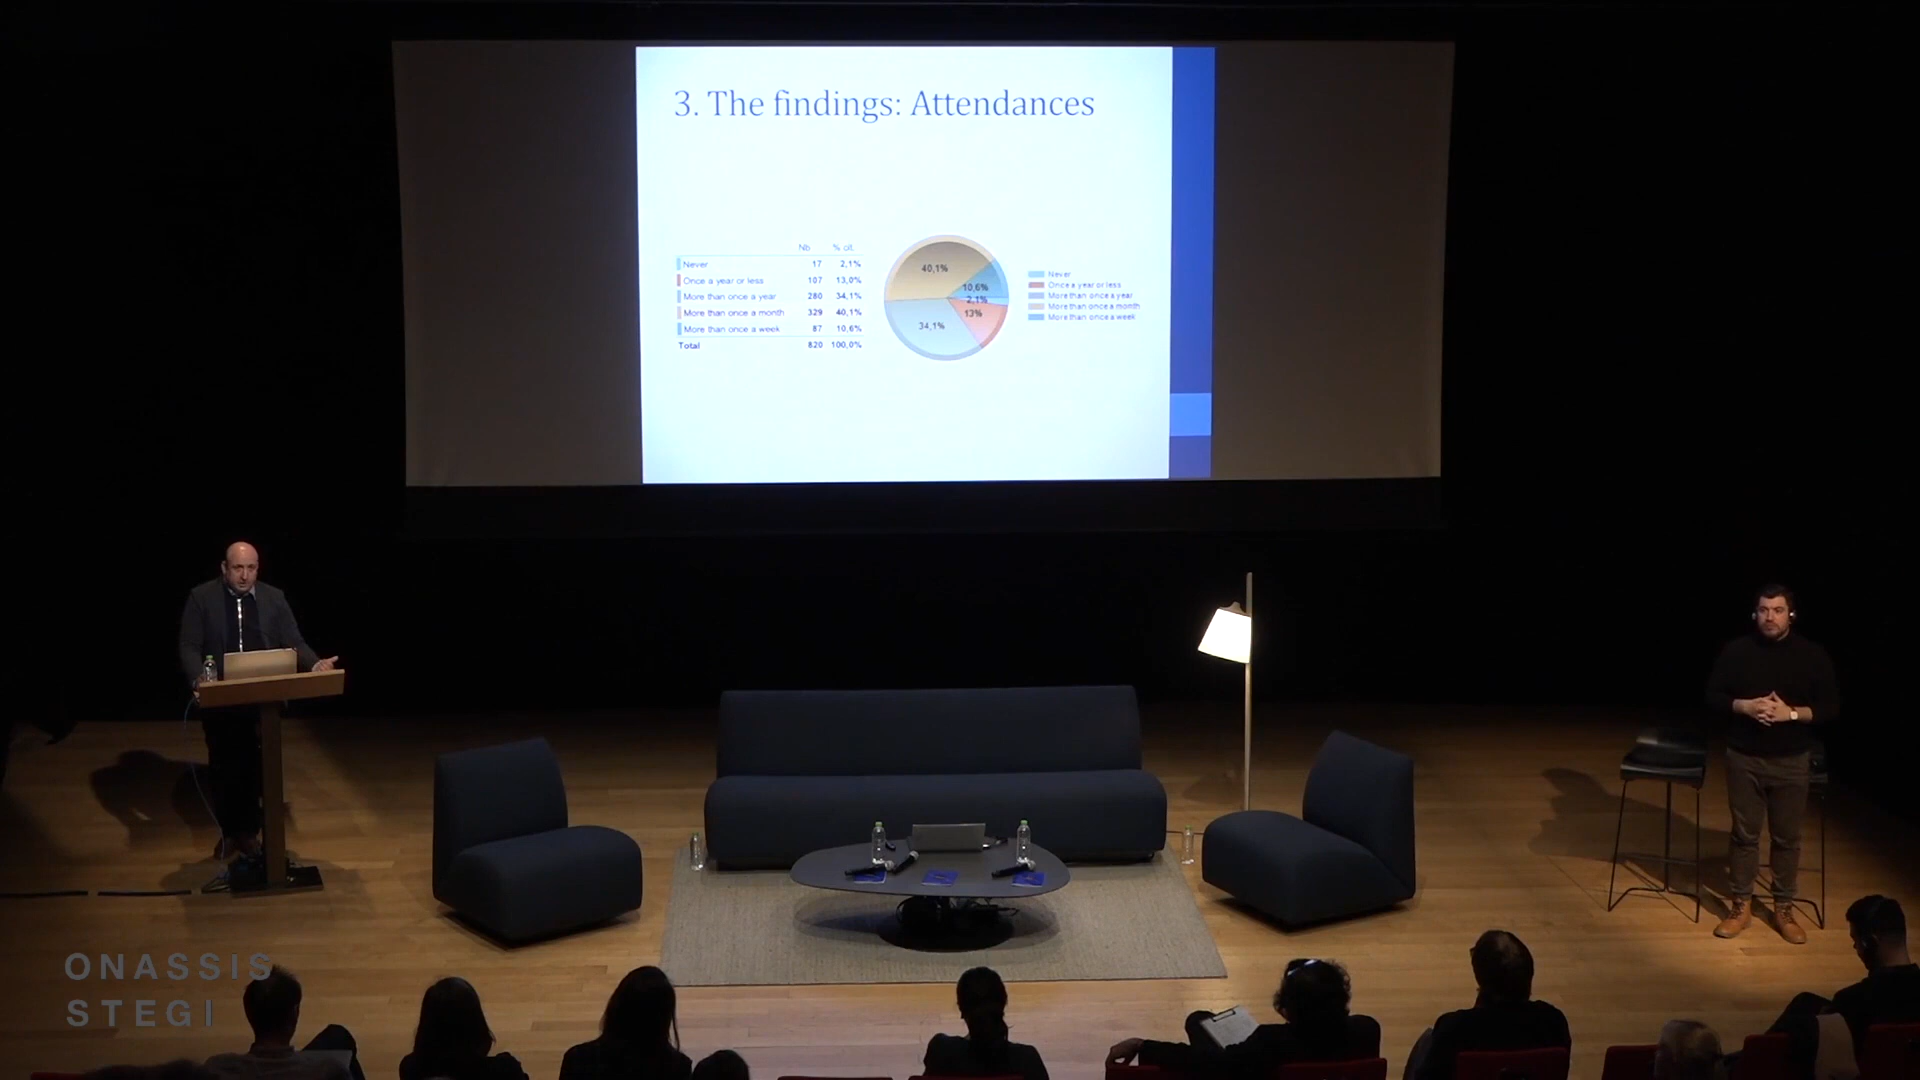 3. The findings: Attendances
Nb % cit.
Never 17 2,1%
Once a year or less 107 13,0%
More than once a year 280 34,1%
More than once a month 329 40,1%
More than once a week 87 10,6%
Total 820 100,0%
40,1%
10,6%
2,1%
13%
34,1%
Never
Once a year or less
More than once a year
More than once a month
More than once a week
ONASSIS
STEGI